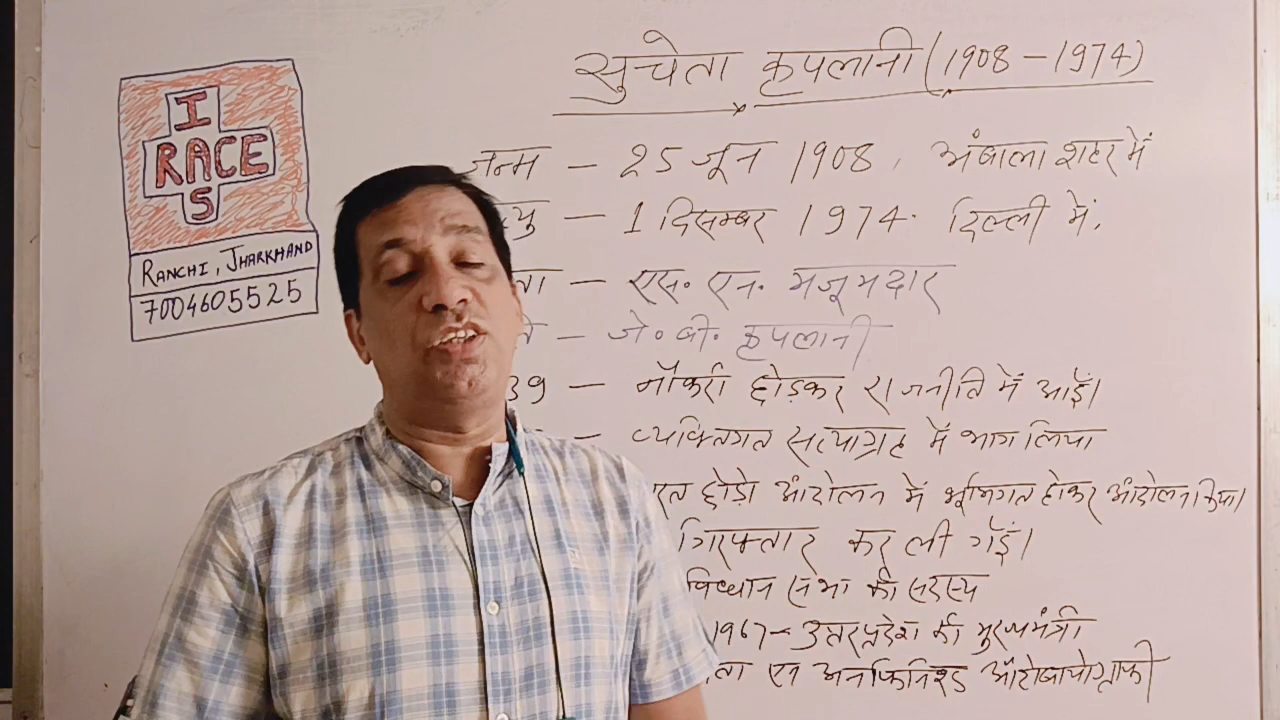 I
RACE
S
RANCHI, JHARKHAND
7004605525
सुचेता कृपलानी (1908 - 1974)
जन्म - 25 जून 1908, अंबाला शहर में
यु - 1 दिसम्बर 1974. दिल्ली में.
ता - एस. एन. मजूमदार
ति - जे. बी. कृपलानी
39 - नौकरी छोड़कर राजनीति में आईं।
- व्यक्तिगत सत्याग्रह में भाग लिया
रत छोड़ो आंदोलन में भूमिगत होकर आंदोलन किया।
गिरफ्तार कर ली गईं।
विधान सभा की सदस्य
1967 - उत्तरप्रदेश की मुख्यमंत्री
ता एन अनफिनिश्ड ऑटोबायोग्राफी